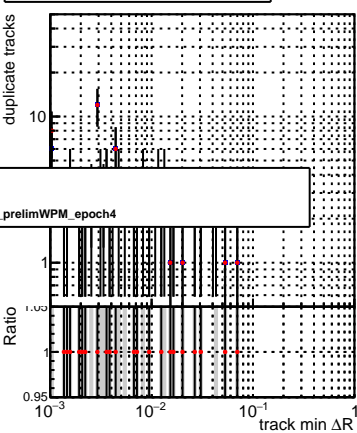 duplicate tracks
10
_prelimWPM_epoch4
1
Ratio
1.05
1
0.95
10⁻³
10⁻²
10⁻¹
1
track min ΔR